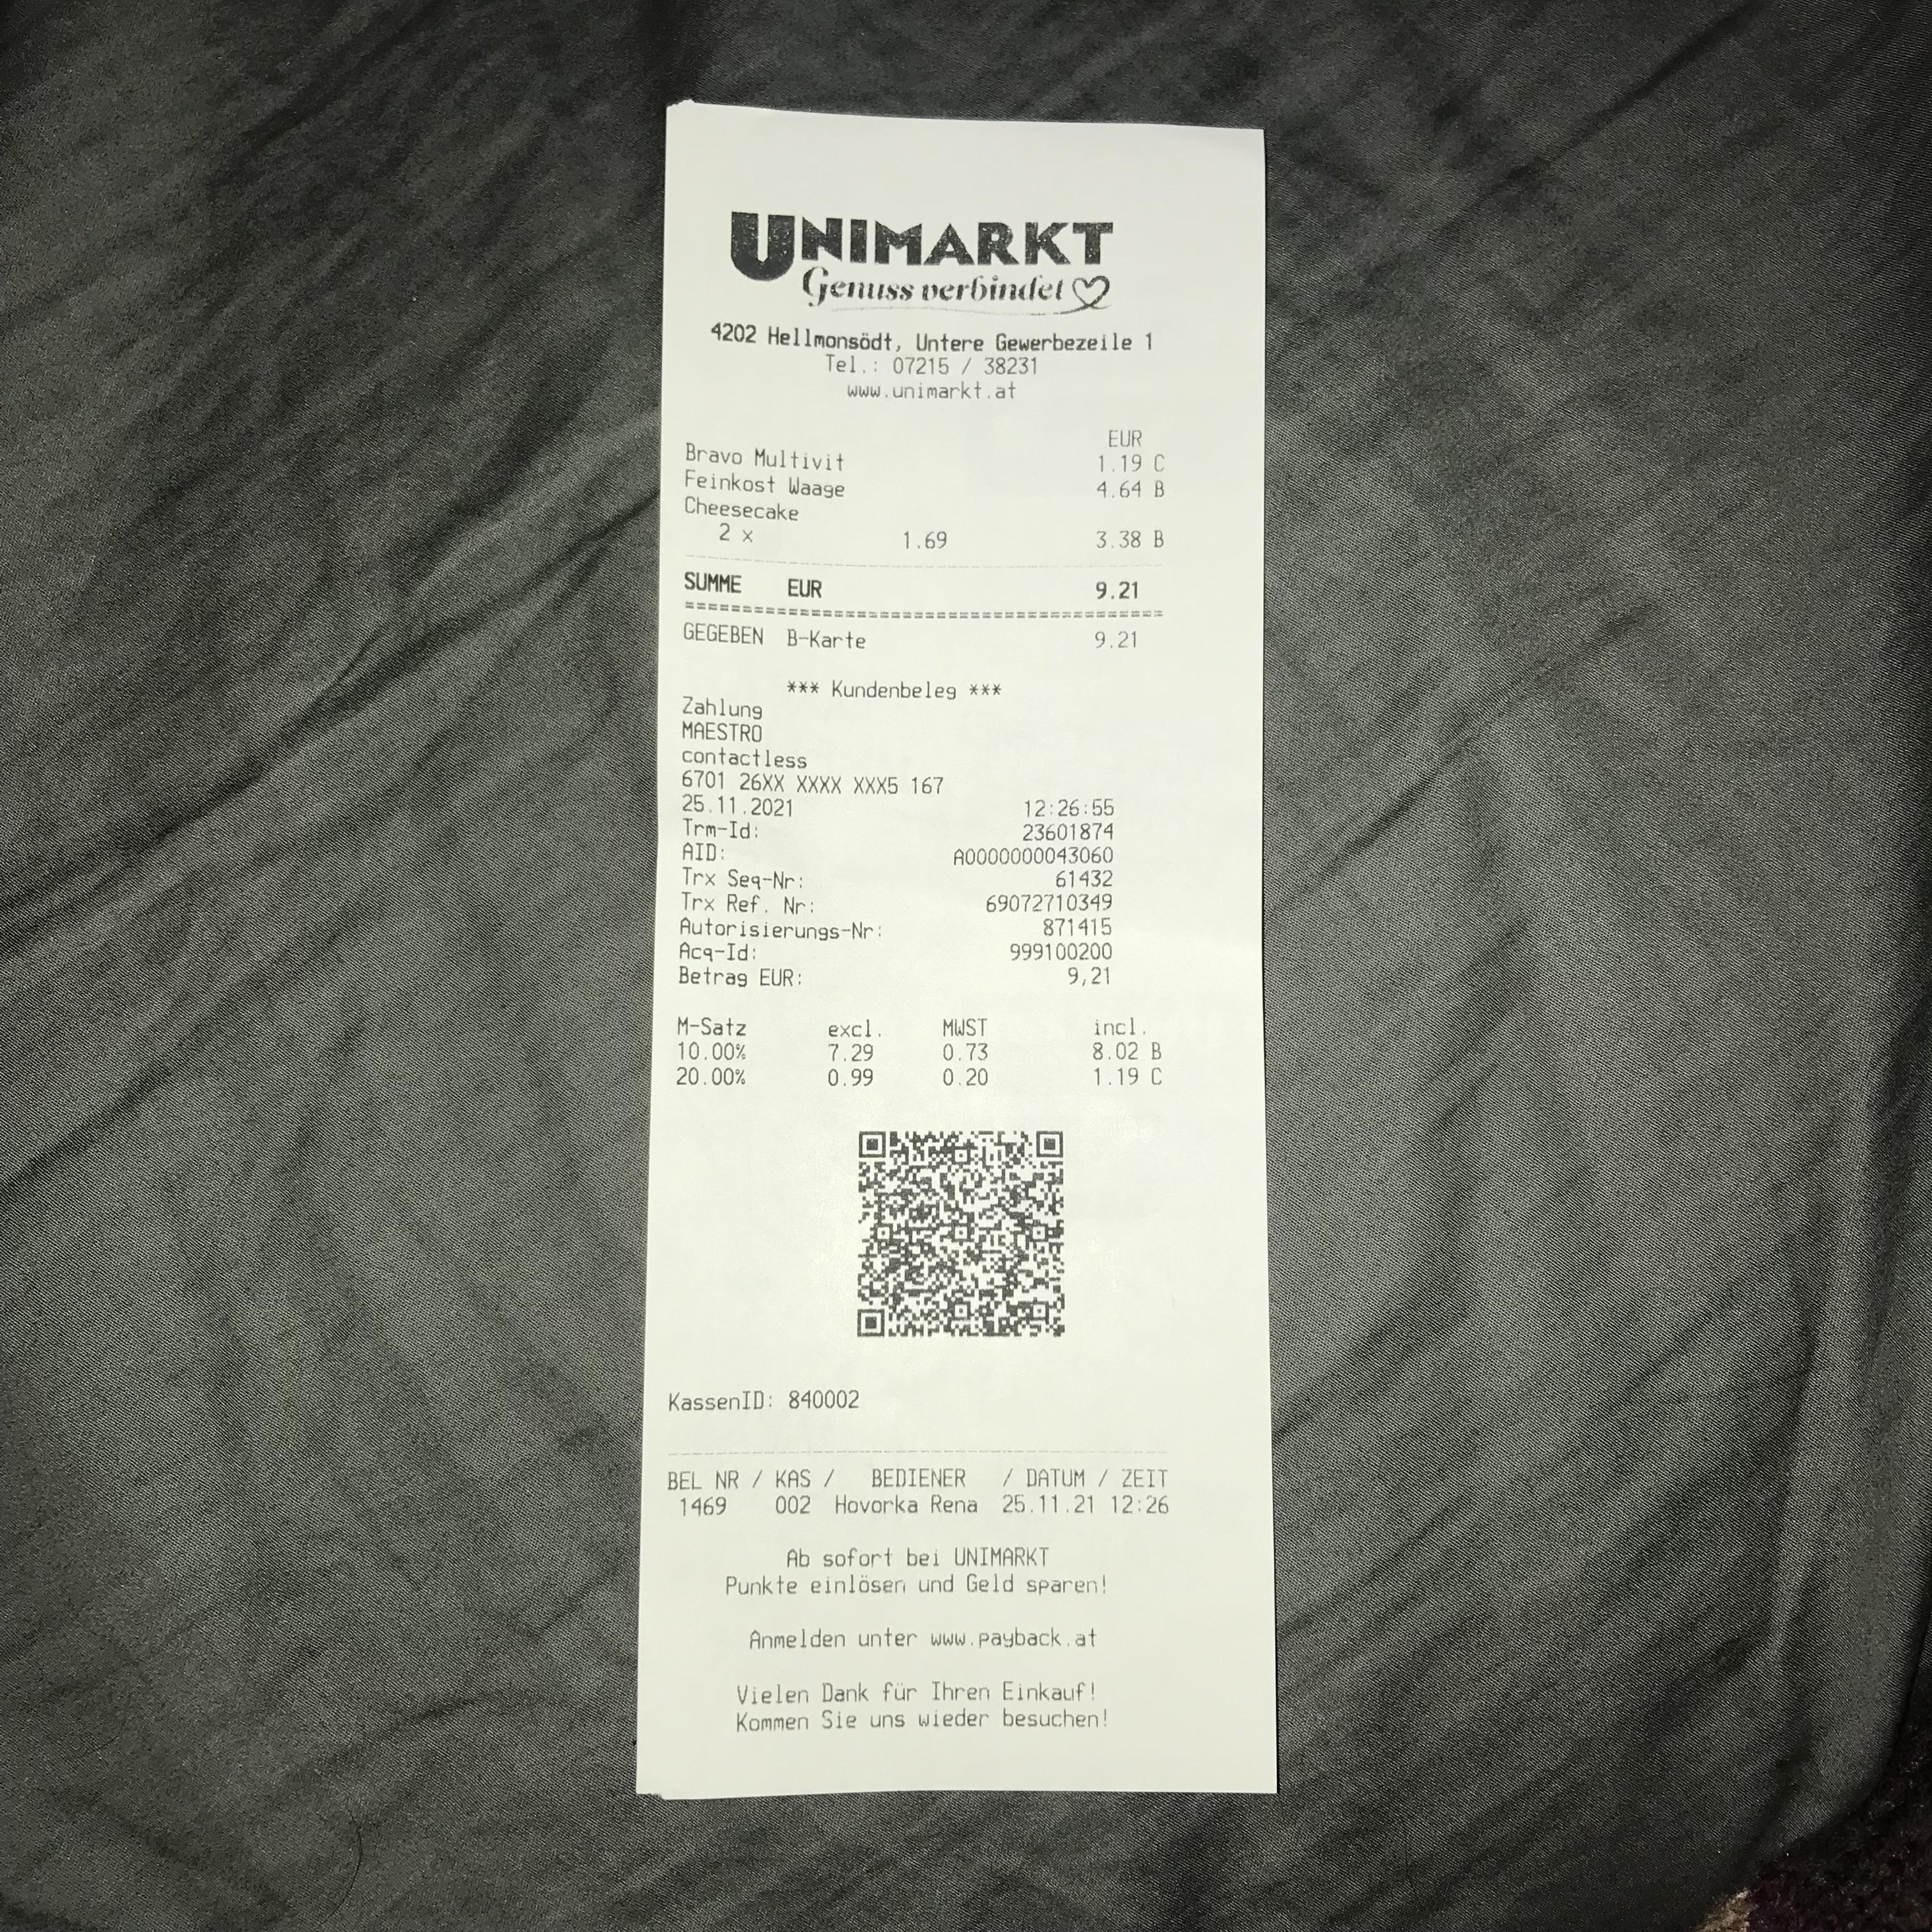 UNIMARKT
Genuss verbindet
4202 Hellmonsödt, Untere Gewerbezeile 1
Tel.: 07215 / 38231
www.unimarkt.at
EUR
Bravo Multivit 1.19 C
Feinkost Waage 4.64 B
Cheesecake
2 x 1.69 3.38 B
SUMME EUR 9.21
GEGEBEN B-Karte 9.21
*** Kundenbeleg ***
Zahlung
MAESTRO
contactless
6701 26XX XXXX XXX5 167
25.11.2021 12:26:55
Trm-Id: 23601874
AID: A0000000043060
Trx Seq-Nr: 61432
Trx Ref. Nr: 69072710349
Autorisierungs-Nr: 871415
Acq-Id: 999100200
Betrag EUR: 9,21
M-Satz excl. MWST incl.
10.00% 7.29 0.73 8.02 B
20.00% 0.99 0.20 1.19 C
KassenID: 840002
BEL NR / KAS / BEDIENER / DATUM / ZEIT
1469 002 Hovorka Rena 25.11.21 12:26
Ab sofort bei UNIMARKT
Punkte einlösen und Geld sparen!
Anmelden unter www.payback.at
Vielen Dank für Ihren Einkauf!
Kommen Sie uns wieder besuchen!